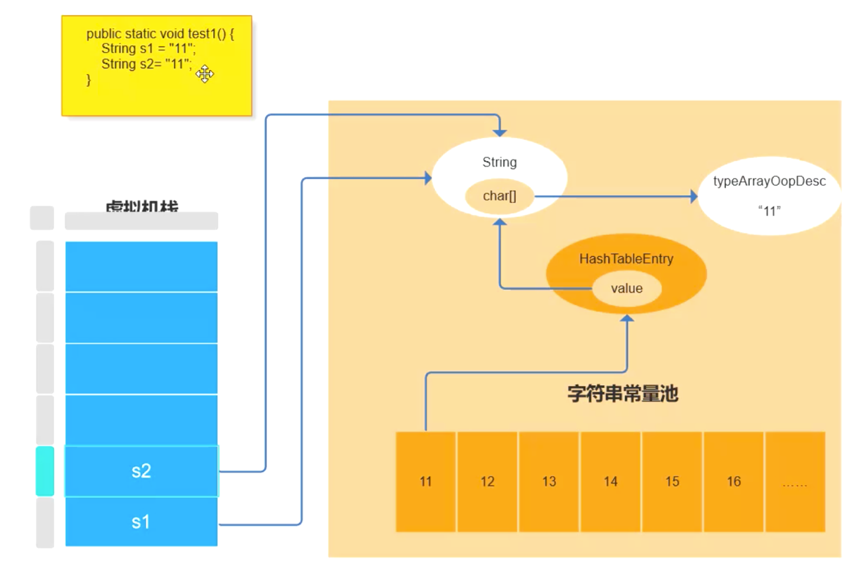 public static void test1() {
String s1 = "11";
String s2= "11";
}
String
char[]
typeArrayOopDesc
"11"
虚拟机栈
HashTableEntry
value
字符串常量池
s2
s1
11
12
13
14
15
16
......